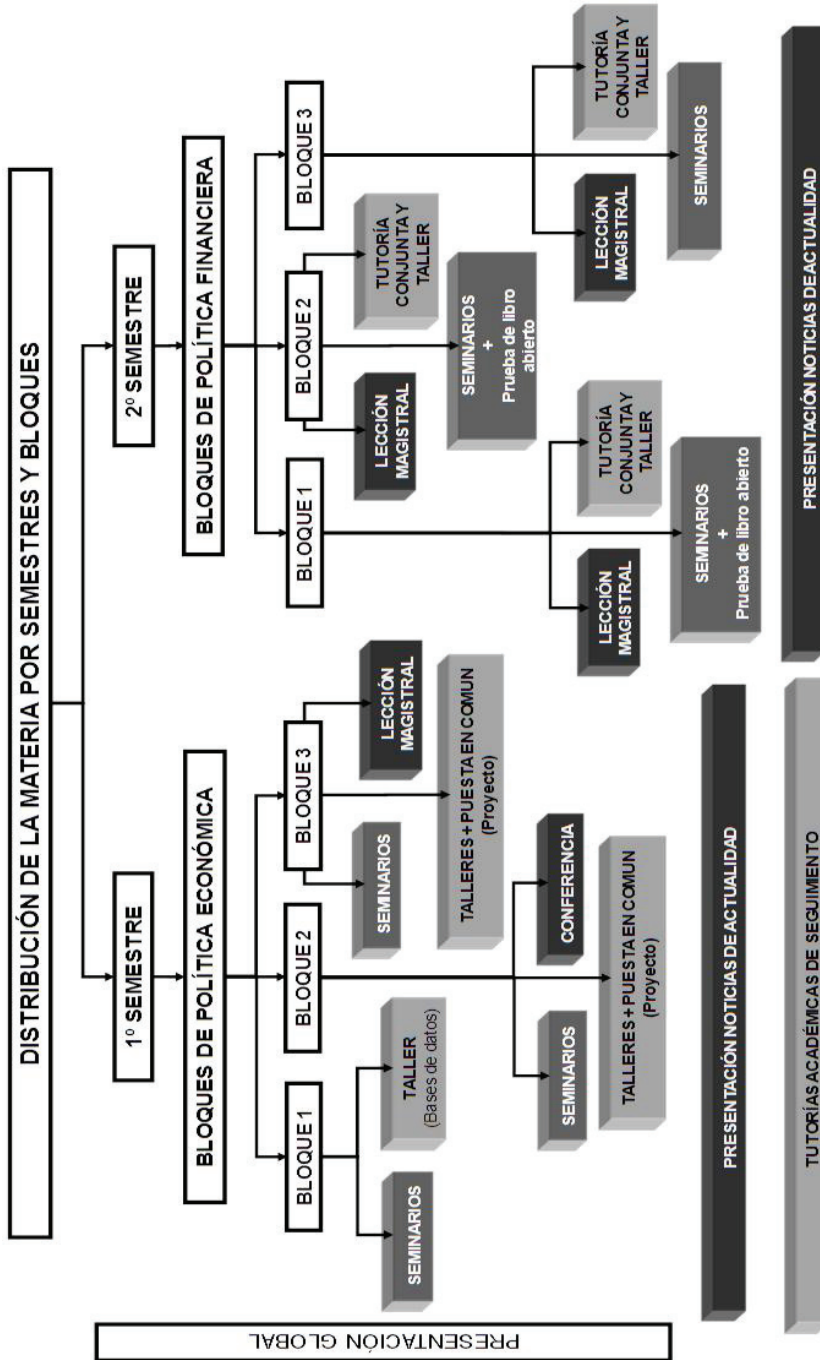 DISTRIBUCIÓN DE LA MATERIA POR SEMESTRES Y BLOQUES
PRESENTACIÓN GLOBAL
1º SEMESTRE
BLOQUES DE POLÍTICA ECONÓMICA
BLOQUE 1
SEMINARIOS
TALLER
(Bases de datos)
BLOQUE 2
SEMINARIOS
CONFERENCIA
TALLERES + PUESTA EN COMUN
(Proyecto)
BLOQUE 3
SEMINARIOS
LECCIÓN
MAGISTRAL
TALLERES + PUESTA EN COMUN
(Proyecto)
2º SEMESTRE
BLOQUES DE POLÍTICA FINANCIERA
BLOQUE 1
LECCIÓN
MAGISTRAL
TUTORÍA
CONJUNTA Y
TALLER
SEMINARIOS
+
Prueba de libro abierto
BLOQUE 2
LECCIÓN
MAGISTRAL
TUTORÍA
CONJUNTA Y
TALLER
SEMINARIOS
+
Prueba de libro
abierto
BLOQUE 3
LECCIÓN
MAGISTRAL
TUTORÍA
CONJUNTA Y
TALLER
SEMINARIOS
PRESENTACIÓN NOTICIAS DE ACTUALIDAD
PRESENTACIÓN NOTICIAS DE ACTUALIDAD
TUTORÍAS ACADÉMICAS DE SEGUIMIENTO